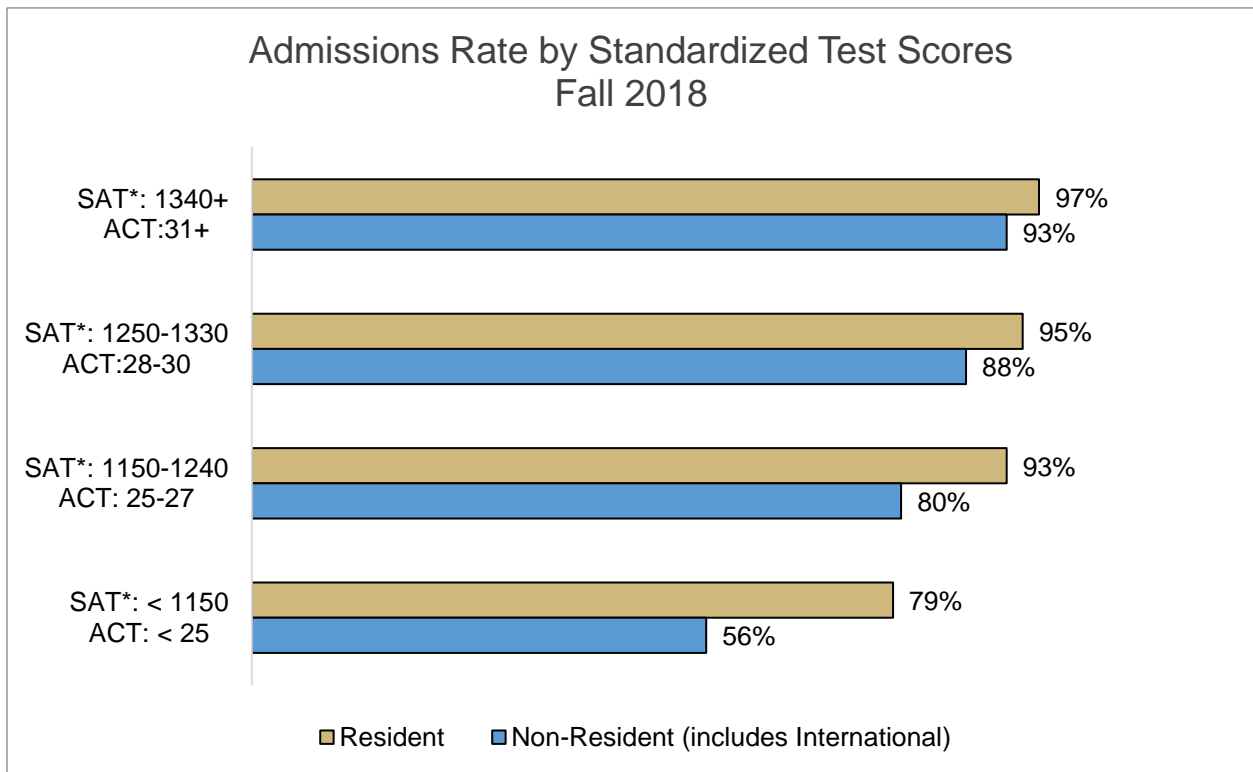 Admissions Rate by Standardized Test Scores
Fall 2018
SAT*: 1340+
ACT:31+
97%
93%
SAT*: 1250-1330
ACT:28-30
95%
88%
SAT*: 1150-1240
ACT: 25-27
93%
80%
SAT*: < 1150
ACT: < 25
79%
56%
Resident
Non-Resident (includes International)